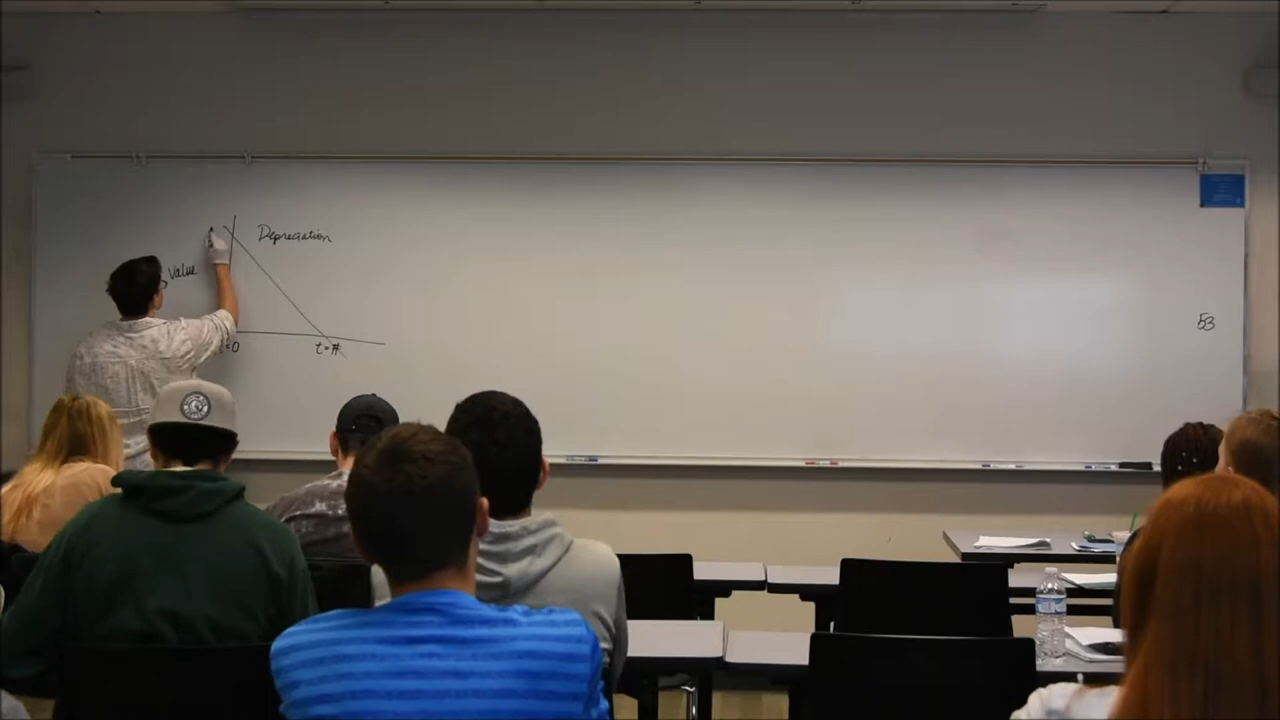 Depreciation
Value
=0
t=#
53